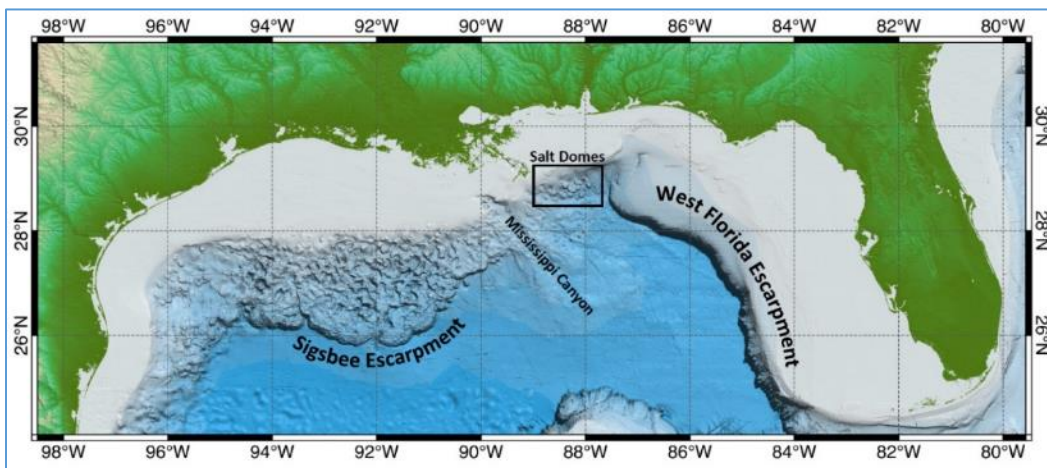 98°W 96°W 94°W 92°W 90°W 88°W 86°W 84°W 82°W 80°W
30°N 30°N
Salt Domes
West Florida Escarpment
28°N 28°N
Mississippi Canyon
26°N 26°N
Sigsbee Escarpment
98°W 96°W 94°W 92°W 90°W 88°W 86°W 84°W 82°W 80°W